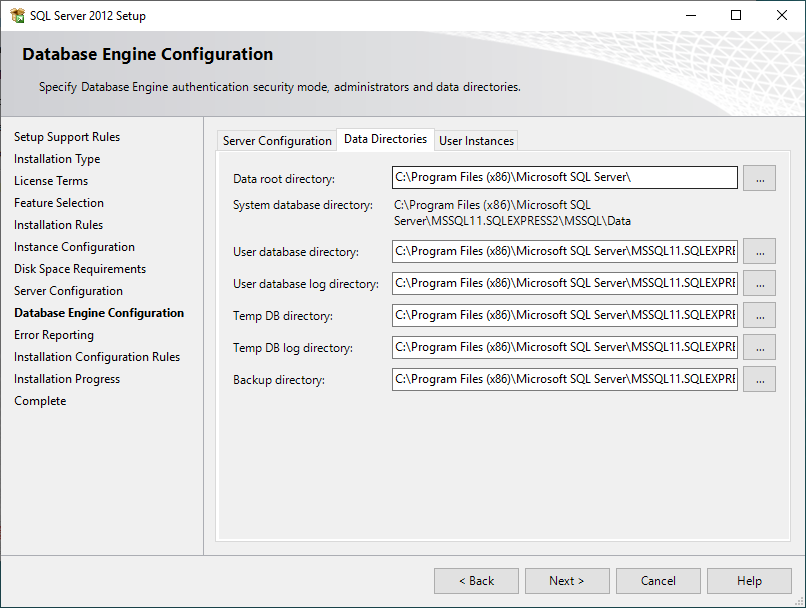 SQL Server 2012 Setup
Database Engine Configuration
Specify Database Engine authentication security mode, administrators and data directories.
Setup Support Rules
Installation Type
License Terms
Feature Selection
Installation Rules
Instance Configuration
Disk Space Requirements
Server Configuration
Database Engine Configuration
Error Reporting
Installation Configuration Rules
Installation Progress
Complete
Server Configuration Data Directories User Instances
Data root directory: C:\Program Files (x86)\Microsoft SQL Server\ ...
System database directory: C:\Program Files (x86)\Microsoft SQL
Server\MSSQL11.SQLEXPRESS2\MSSQL\Data
User database directory: C:\Program Files (x86)\Microsoft SQL Server\MSSQL11.SQLEXPRE ...
User database log directory: C:\Program Files (x86)\Microsoft SQL Server\MSSQL11.SQLEXPRE ...
Temp DB directory: C:\Program Files (x86)\Microsoft SQL Server\MSSQL11.SQLEXPRE ...
Temp DB log directory: C:\Program Files (x86)\Microsoft SQL Server\MSSQL11.SQLEXPRE ...
Backup directory: C:\Program Files (x86)\Microsoft SQL Server\MSSQL11.SQLEXPRE ...
< Back Next > Cancel Help